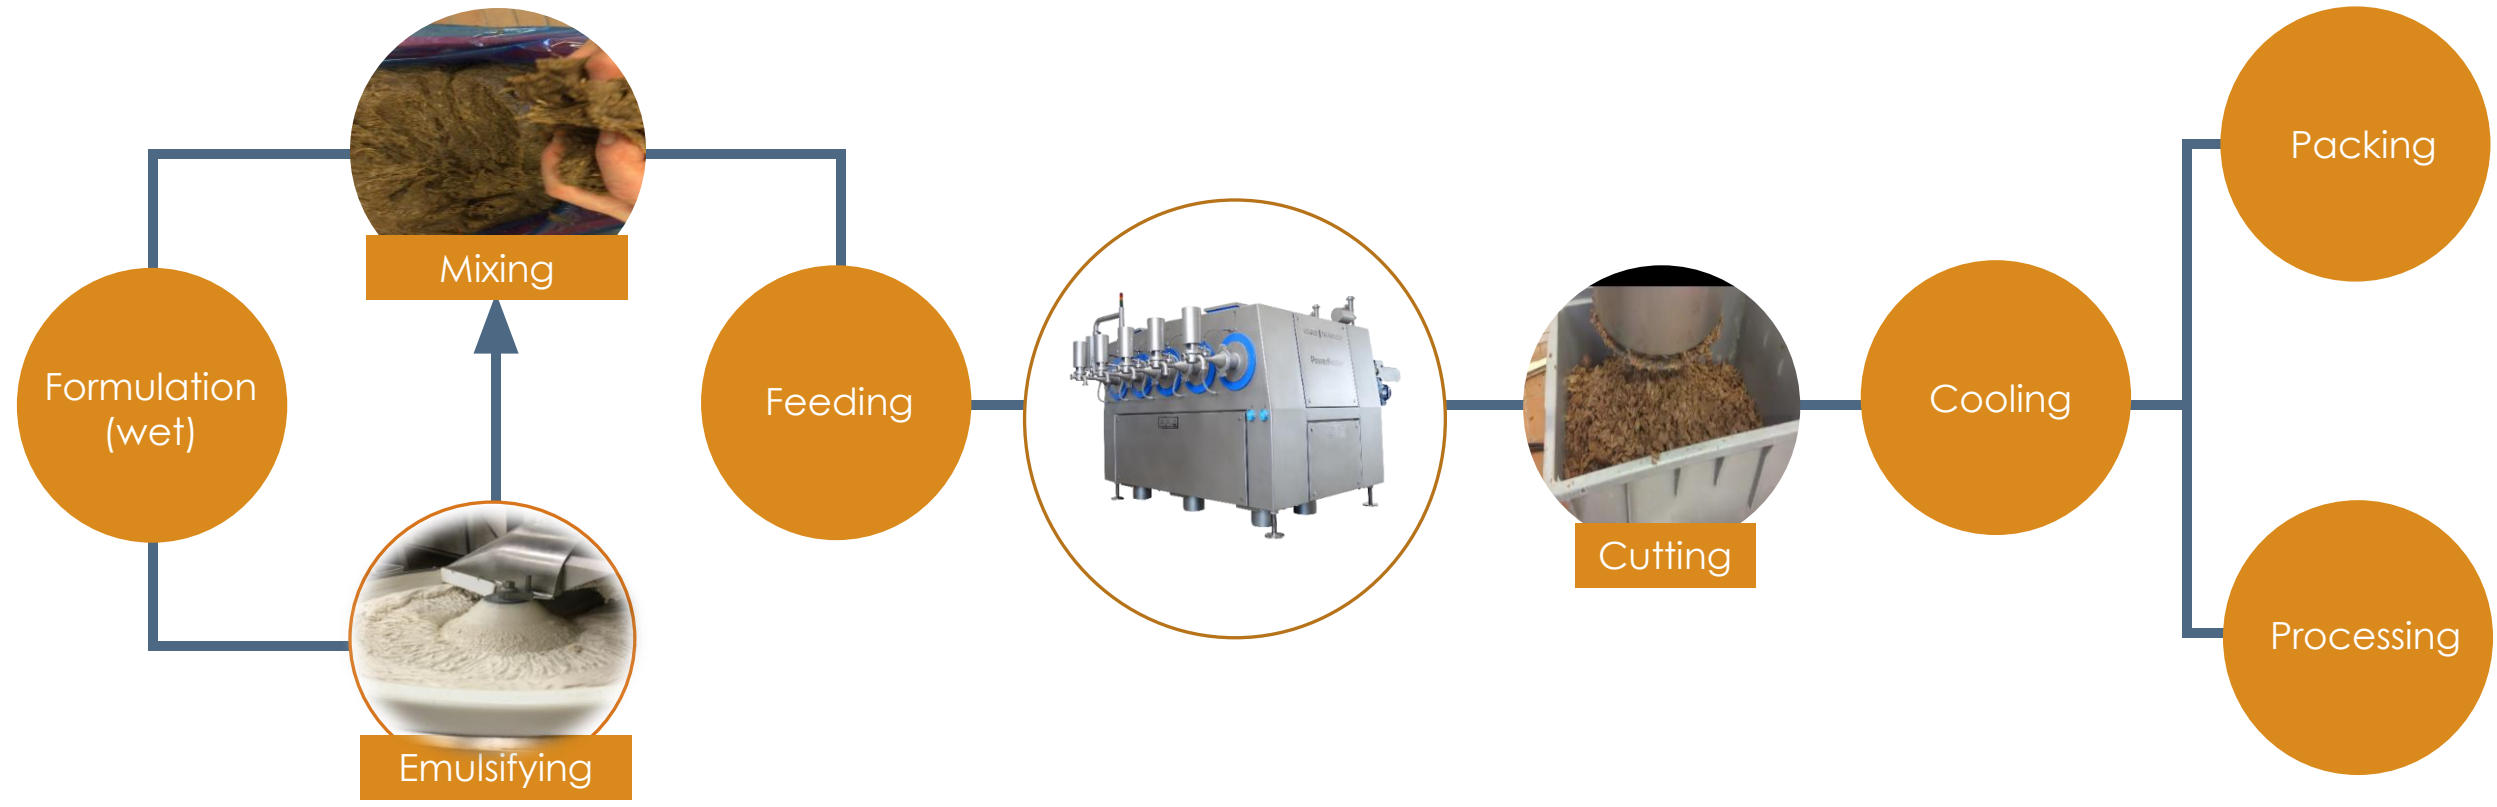 Mixing
Formulation
(wet)
Emulsifying
Feeding
Cutting
Cooling
Packing
Processing